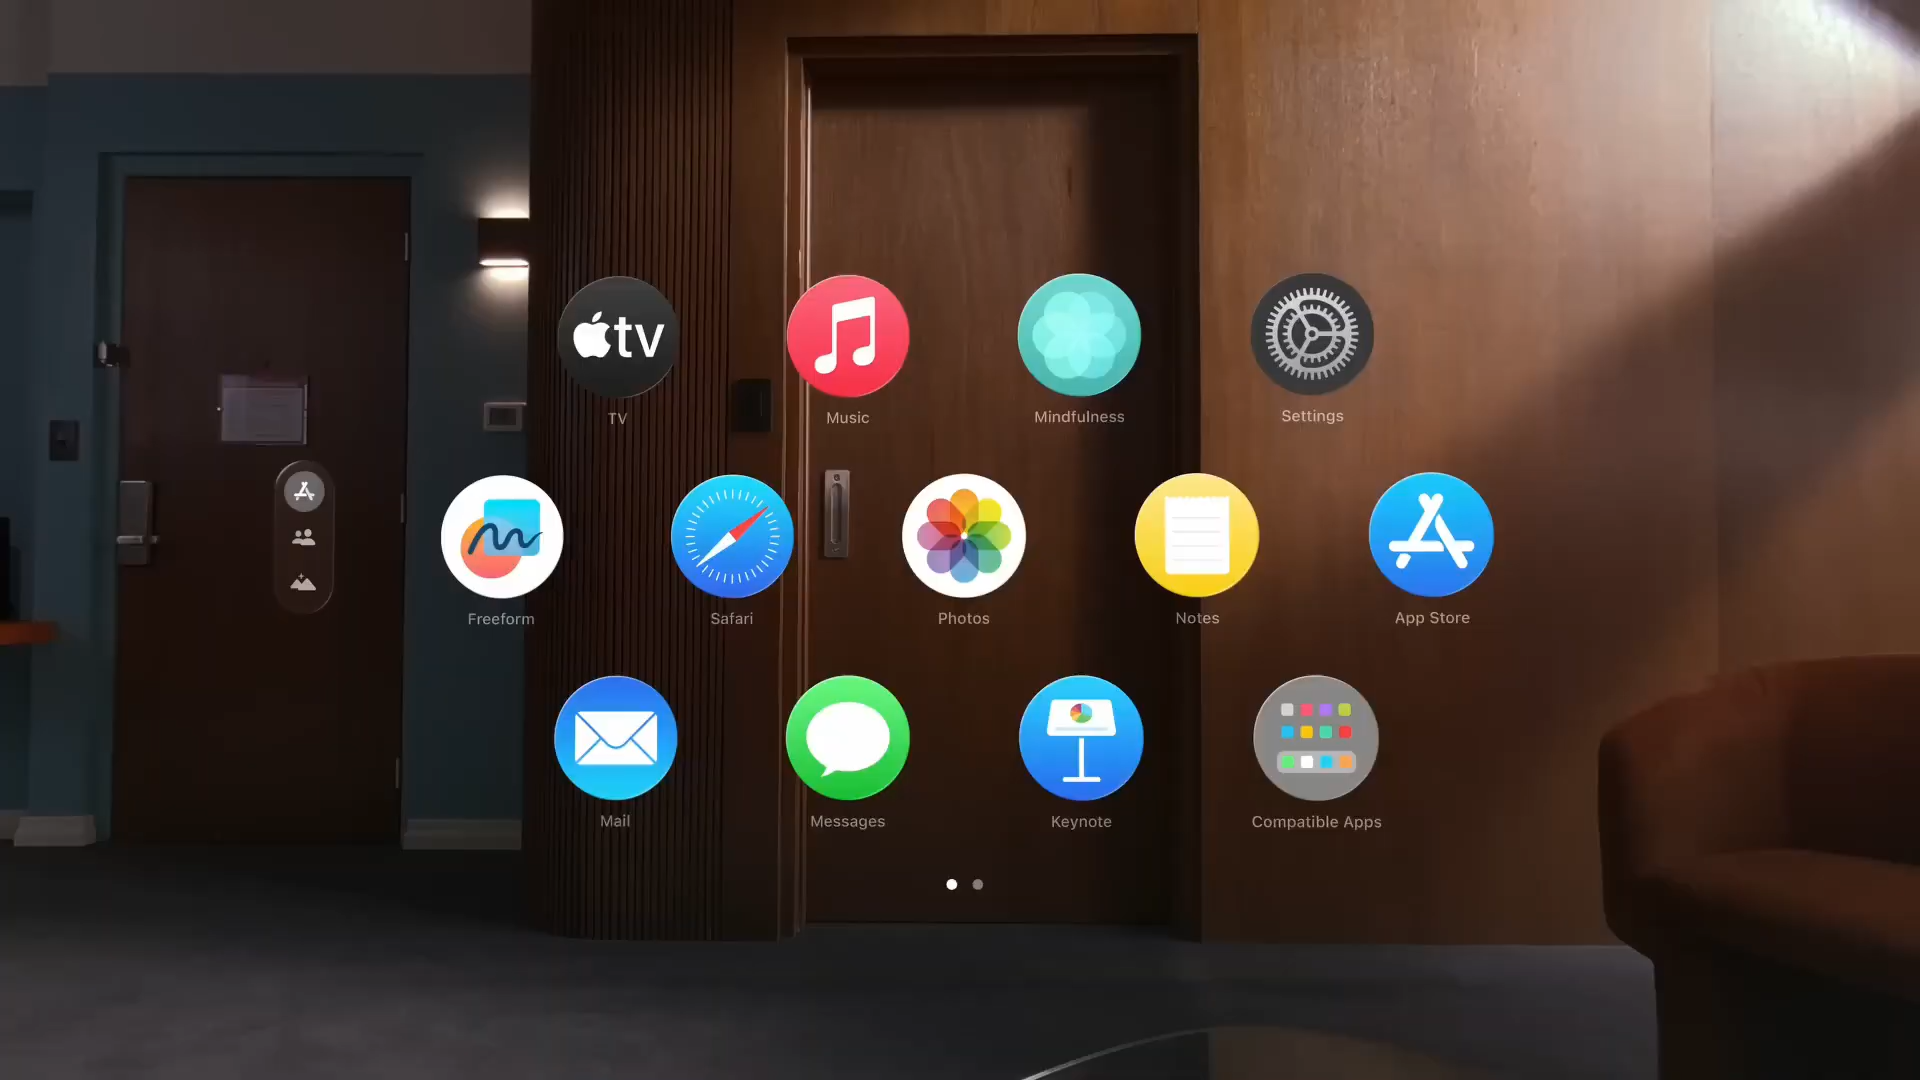 tv
TV
Music
Mindfulness
Settings
Freeform
Safari
Photos
Notes
App Store
Mail
Messages
Keynote
Compatible Apps